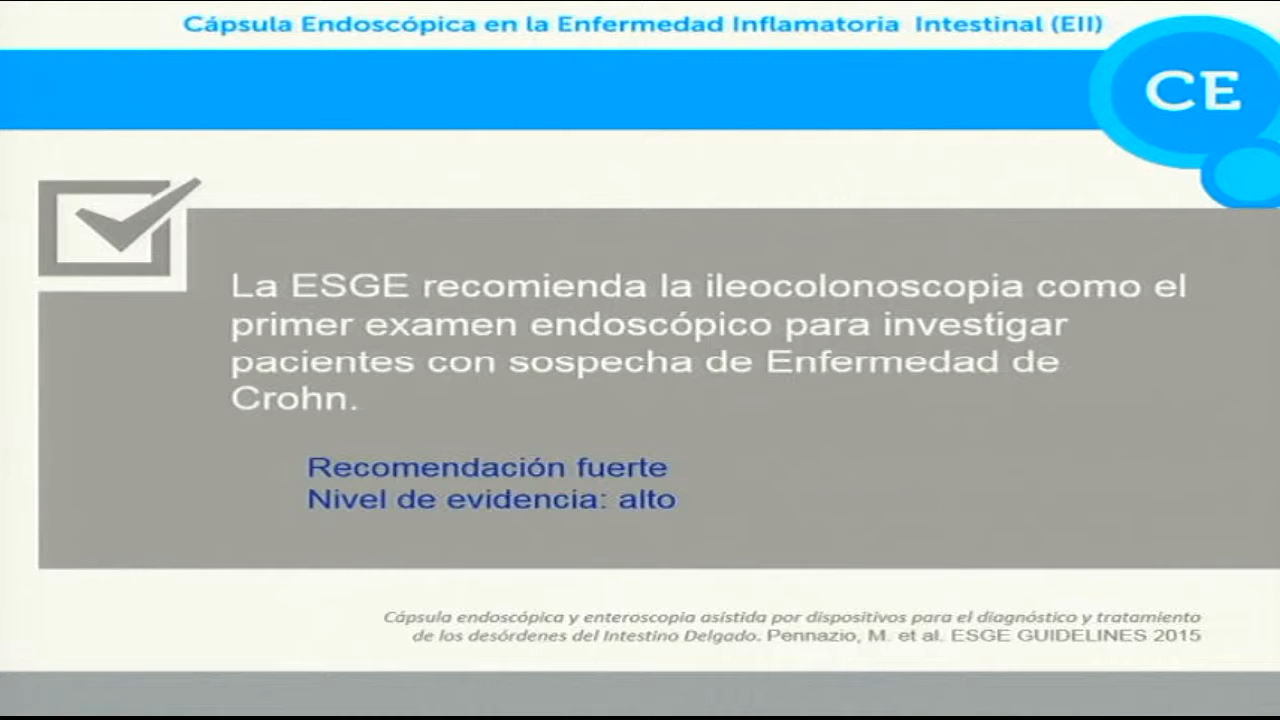 Cápsula Endoscópica en la Enfermedad Inflamatoria Intestinal (EII)
CE
La ESGE recomienda la ileocolonoscopia como el
primer examen endoscópico para investigar
pacientes con sospecha de Enfermedad de
Crohn.
Recomendación fuerte
Nivel de evidencia: alto
Cápsula endoscópica y enteroscopia asistida por dispositivos para el diagnóstico y tratamiento
de los desórdenes del Intestino Delgado. Pennazio, M. et al. ESGE GUIDELINES 2015